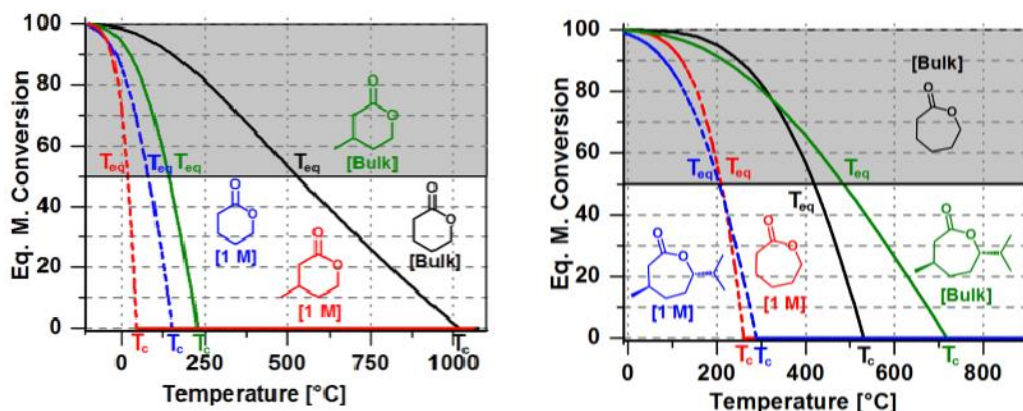 100
80
60
40
20
0
Eq. M. Conversion
0 250 500 750 1000
Temperature [°C]
O
O
[Bulk]
Teq Teq Teq Teq
O
O
[1 M]
O
O
[1 M]
O
O
[Bulk]
Tc Tc Tc Tc
100
80
60
40
20
0
Eq. M. Conversion
0 200 400 600 800
Temperature [°C]
[Bulk]
O
O
Teq Teq Teq Teq
O
O
[1 M]
O
O
[1 M]
O
O
[Bulk]
Tc Tc Tc Tc